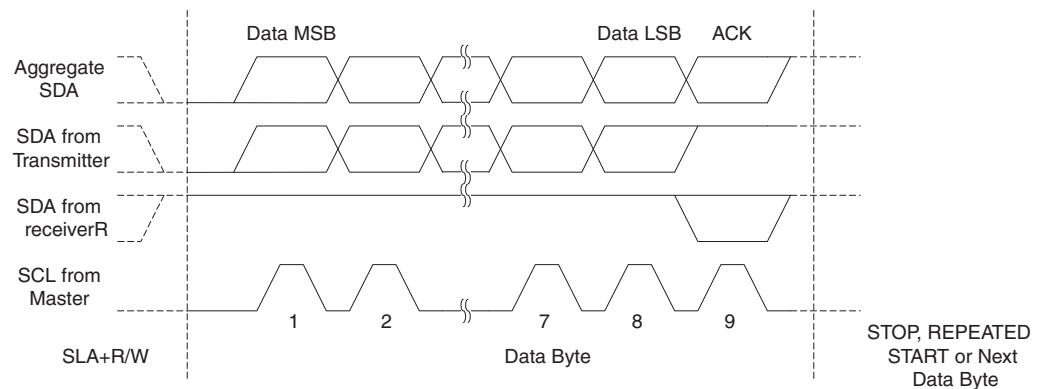 Data MSB
Data LSB
ACK
Aggregate
SDA
SDA from
Transmitter
SDA from
receiverR
SCL from
Master
1
2
7
8
9
SLA+R/W
Data Byte
STOP, REPEATED
START or Next
Data Byte